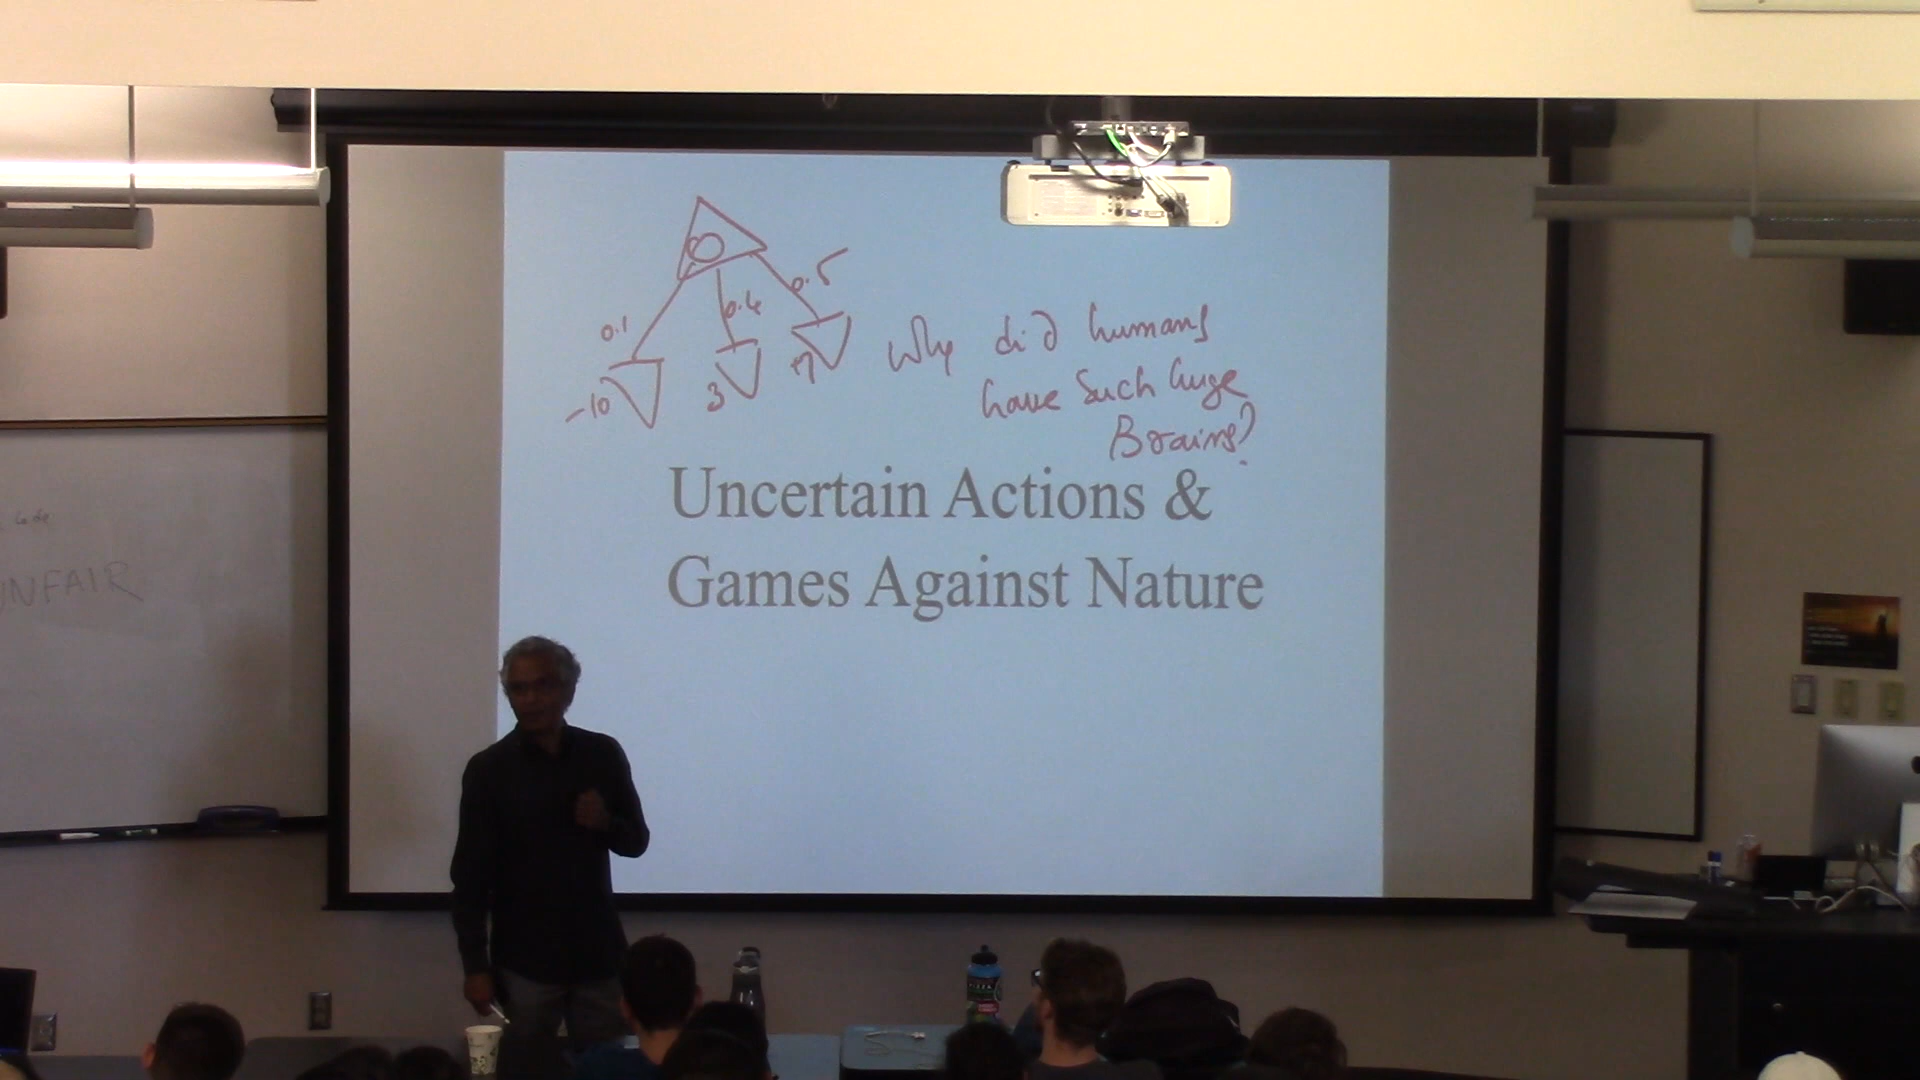 0.1
0.4
0.5
-10
3
7
Why did humans
have such huge
Brains?
Uncertain Actions &
Games Against Nature
UNFAIR